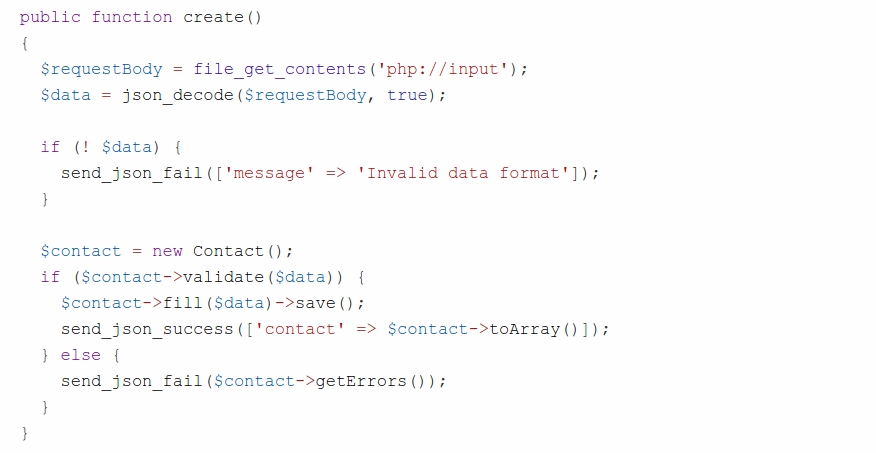 public function create()
{
  $requestBody = file_get_contents('php://input');
  $data = json_decode($requestBody, true);

  if (! $data) {
    send_json_fail(['message' => 'Invalid data format']);
  }

  $contact = new Contact();
  if ($contact->validate($data)) {
    $contact->fill($data)->save();
    send_json_success(['contact' => $contact->toArray()]);
  } else {
    send_json_fail($contact->getErrors());
  }
}